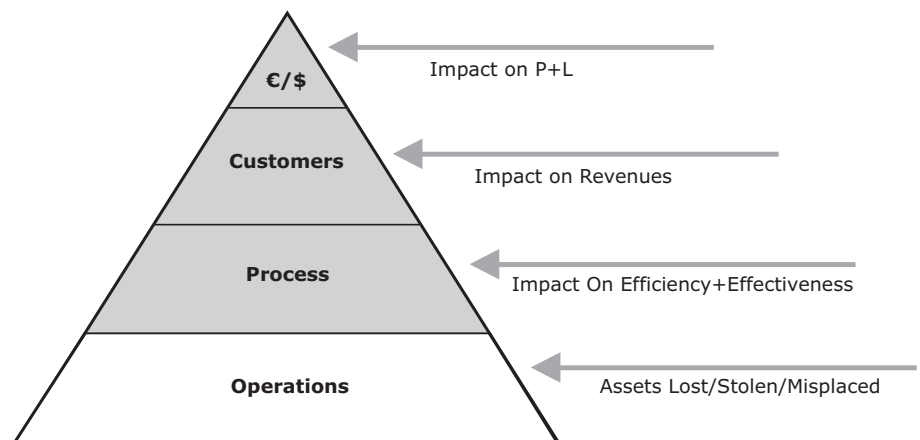 €/$
Impact on P+L
Customers
Impact on Revenues
Process
Impact On Efficiency+Effectiveness
Operations
Assets Lost/Stolen/Misplaced